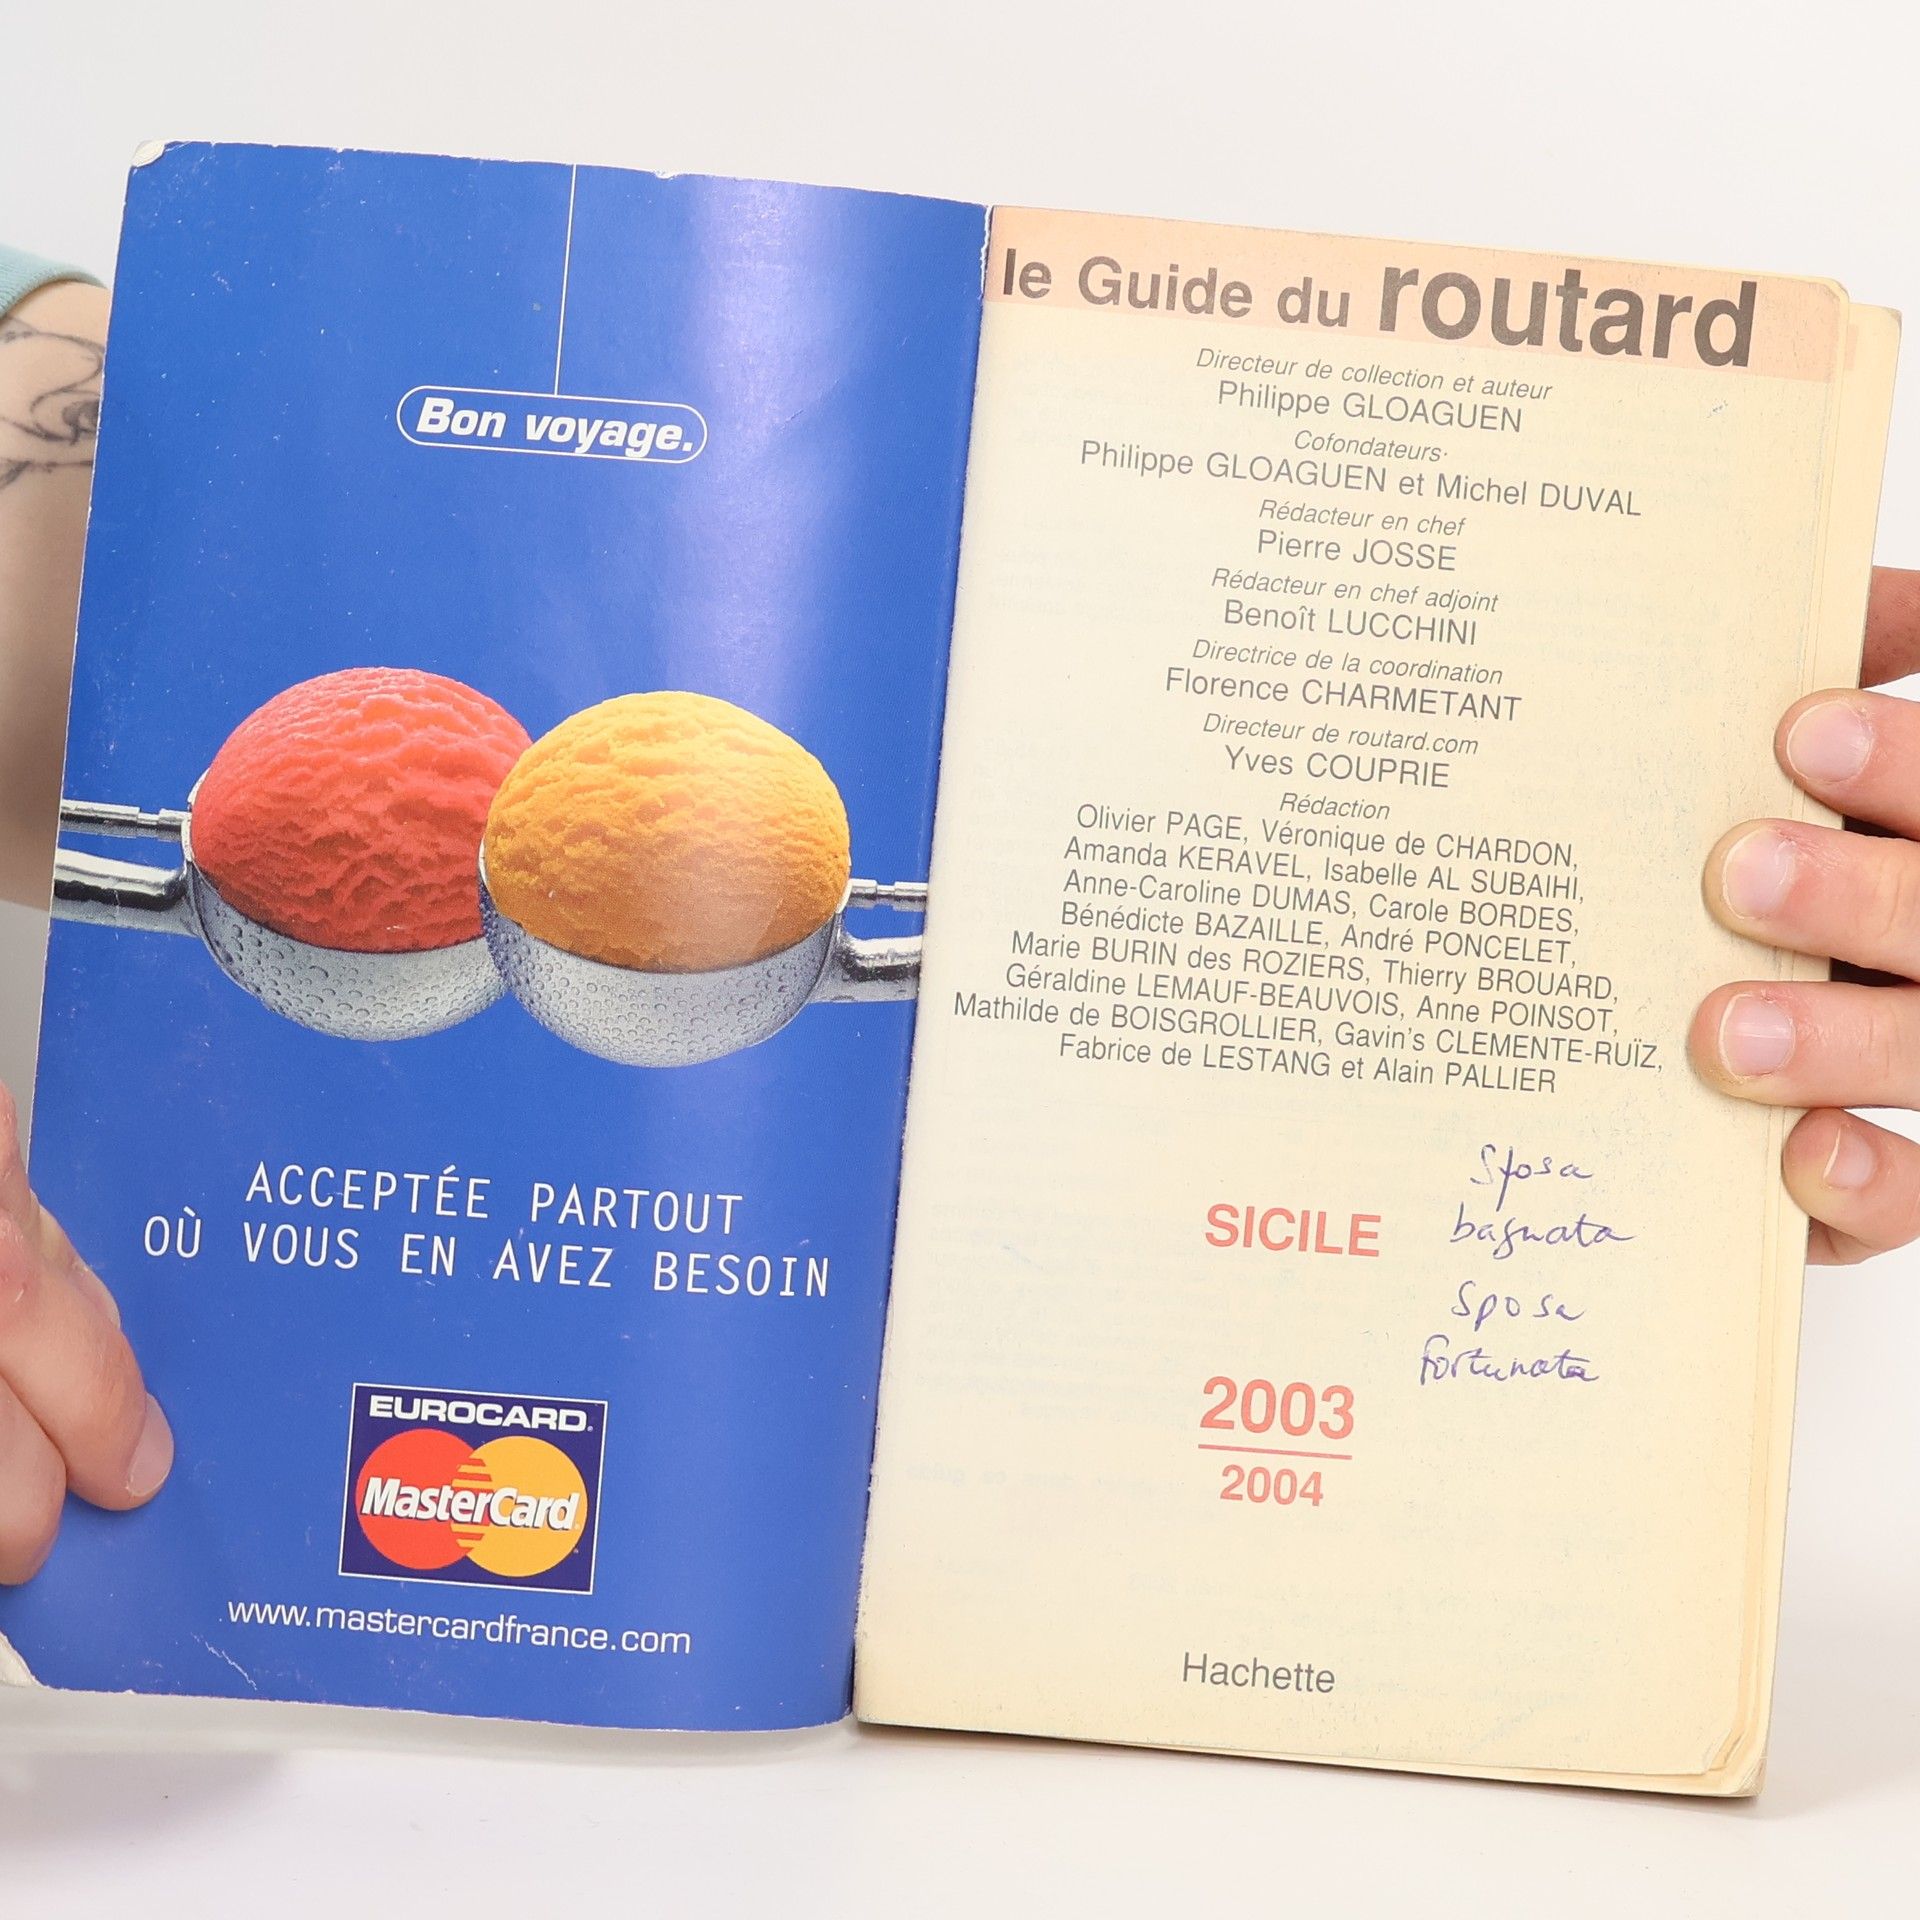 Bon voyage.
ACCEPTÉE PARTOUT
OÙ VOUS EN AVEZ BESOIN
EUROCARD.
MasterCard
www.mastercardfrance.com
le Guide du routard
Directeur de collection et auteur
Philippe GLOAGUEN
Cofondateurs
Philippe GLOAGUEN et Michel DUVAL
Rédacteur en chef
Pierre JOSSE
Rédacteur en chef adjoint
Benoît LUCCHINI
Directrice de la coordination
Florence CHARMETANT
Directeur de routard.com
Yves COUPRIE
Rédaction
Olivier PAGE, Véronique de CHARDON,
Amanda KERAVEL, Isabelle AL SUBAIHI,
Anne-Caroline DUMAS, Carole BORDES,
Bénédicte BAZAILLE, André PONCELET,
Marie BURIN des ROZIERS, Thierry BROUARD,
Géraldine LEMAUF-BEAUVOIS, Anne POINSOT,
Mathilde de BOISGROLLIER, Gavin's CLEMENTE-RUÏZ,
Fabrice de LESTANG et Alain PALLIER
SICILE
Sposa
bagnata
Sposa
fortunata
2003
2004
Hachette